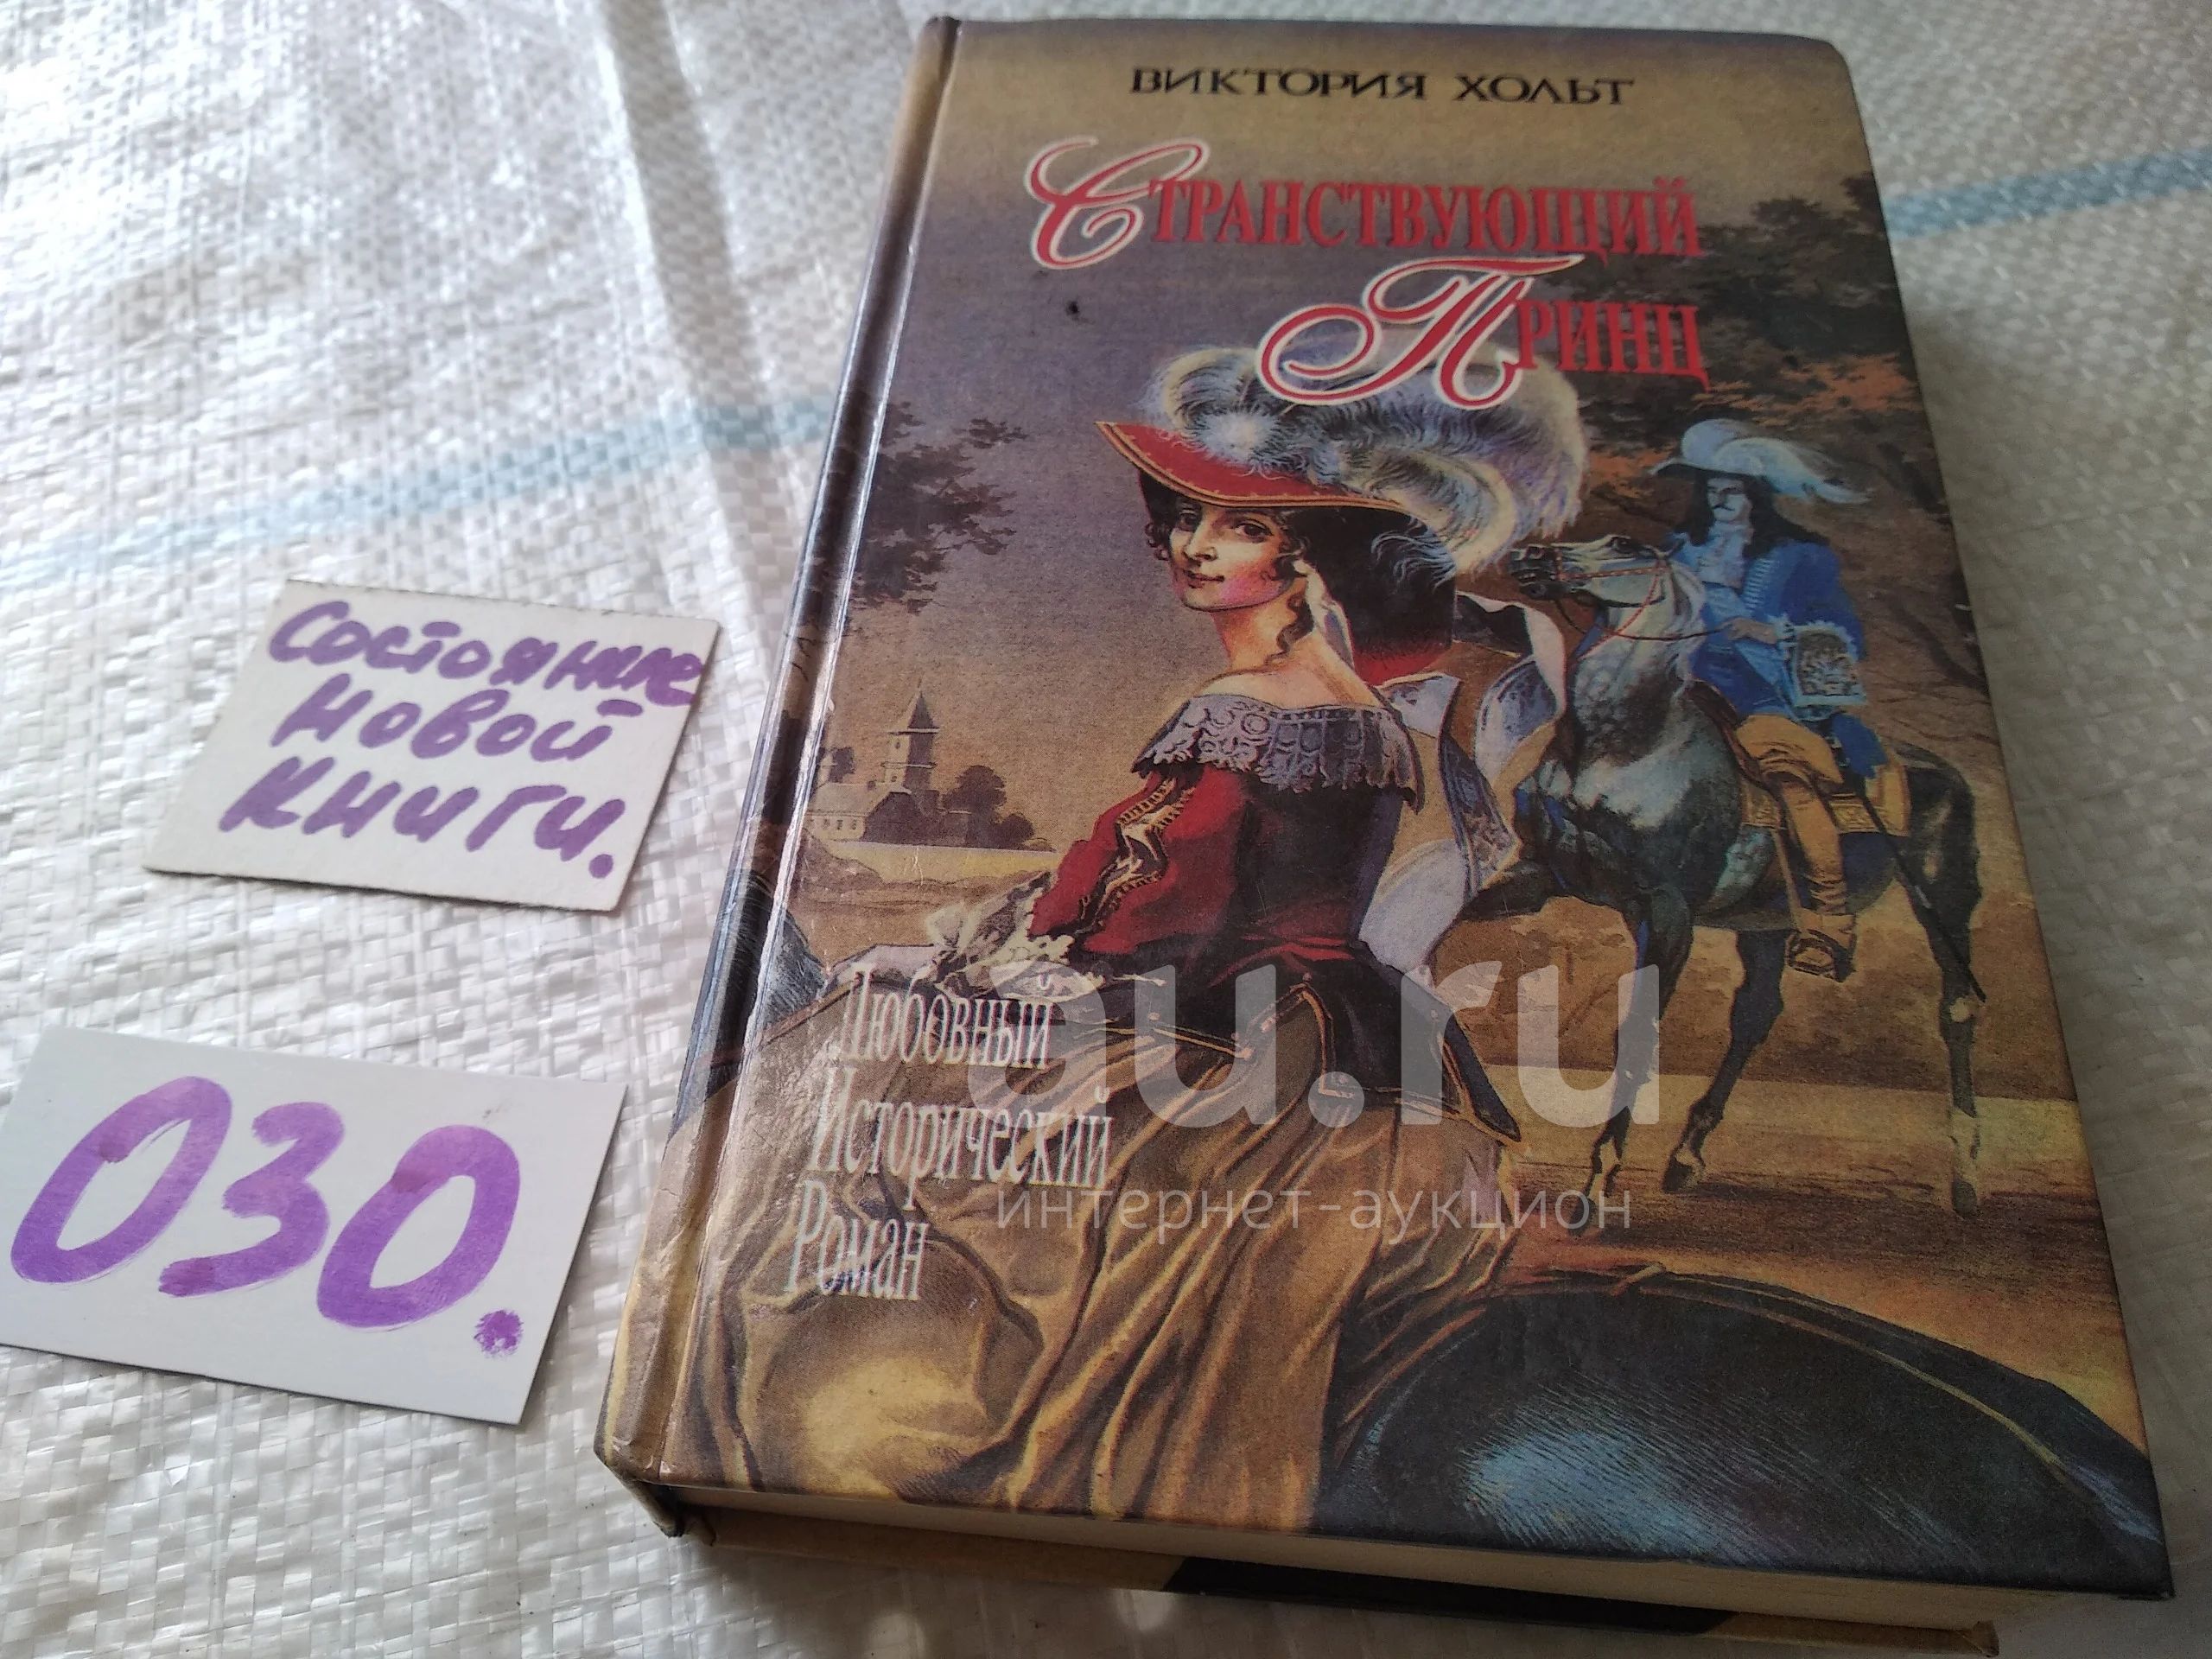 ВИКТОРИЯ ХОЛЬТ
СТРАНСТВУЮЩИЙ
ПРИНЦ
Состояние
новой
книги.
030.
Любовный
Исторический
Роман
au.ru
интернет-аукцион